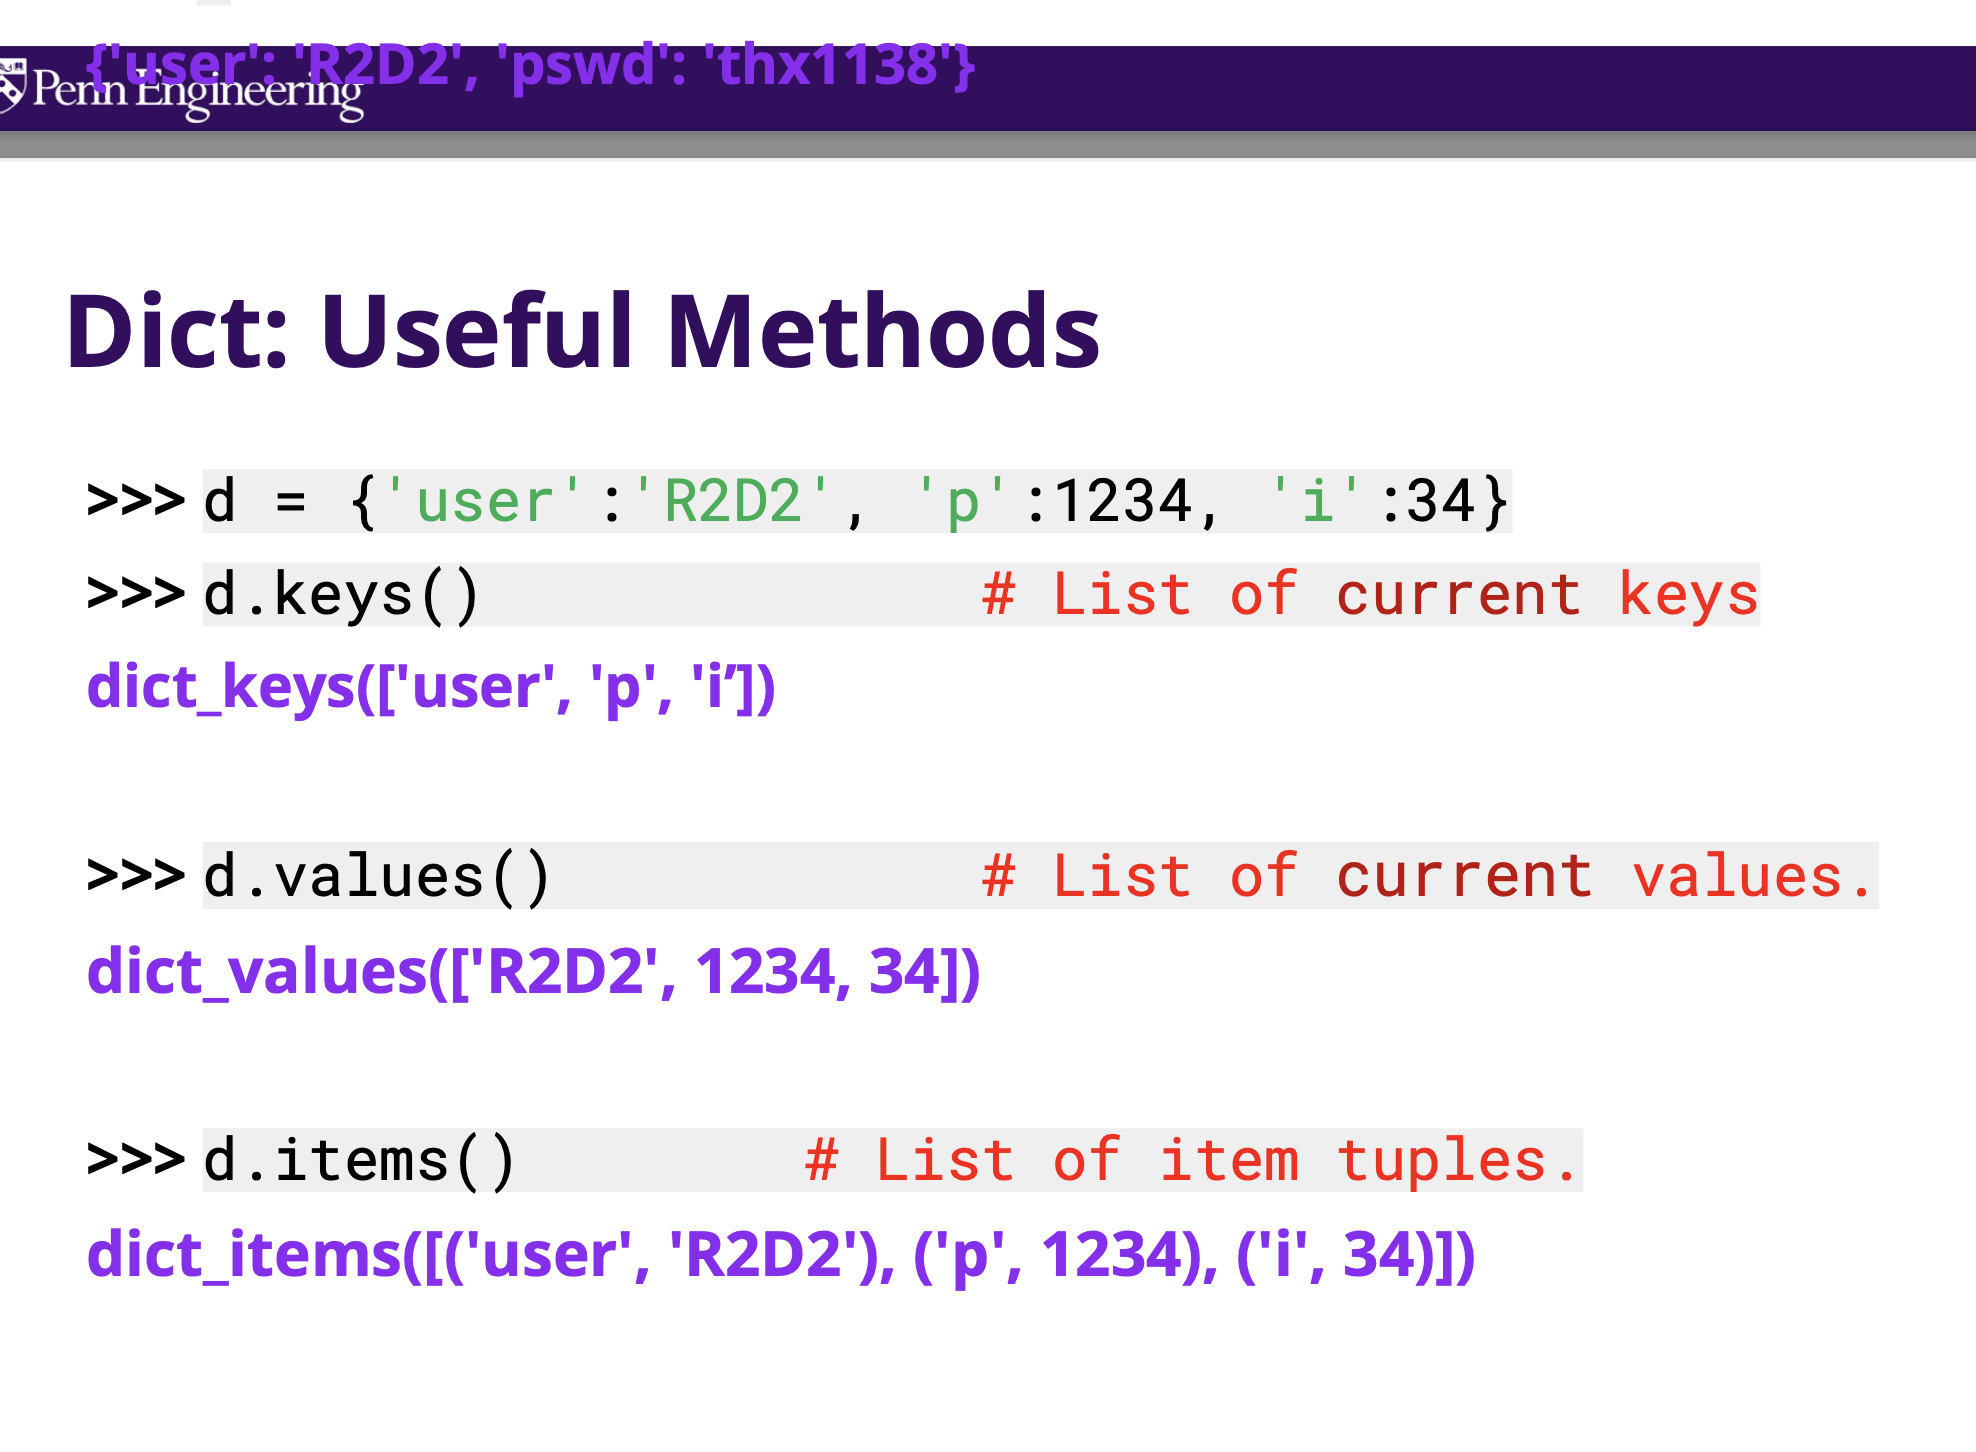 {'user': 'R2D2', 'pswd': 'thx1138'}
Penn Engineering
Dict: Useful Methods
>>> d = {'user':'R2D2', 'p':1234, 'i':34}
>>> d.keys() # List of current keys
dict_keys(['user', 'p', 'i’])
>>> d.values() # List of current values.
dict_values(['R2D2', 1234, 34])
>>> d.items() # List of item tuples.
dict_items([('user', 'R2D2'), ('p', 1234), ('i', 34)])